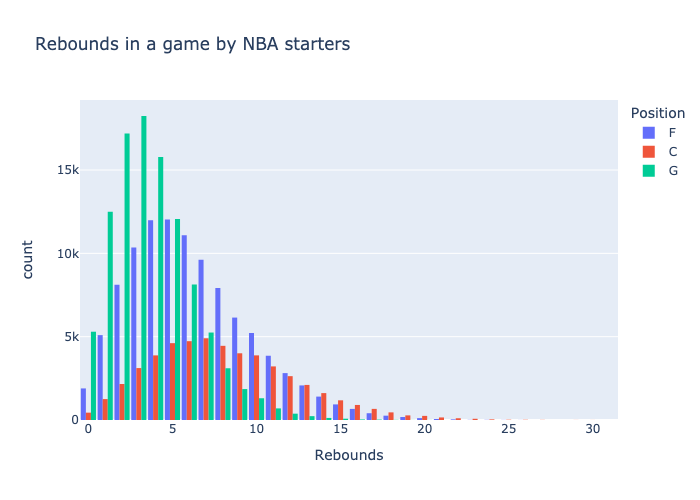 Rebounds in a game by NBA starters
Position
F
C
G
15k
10k
5k
0
count
0 5 10 15 20 25 30
Rebounds